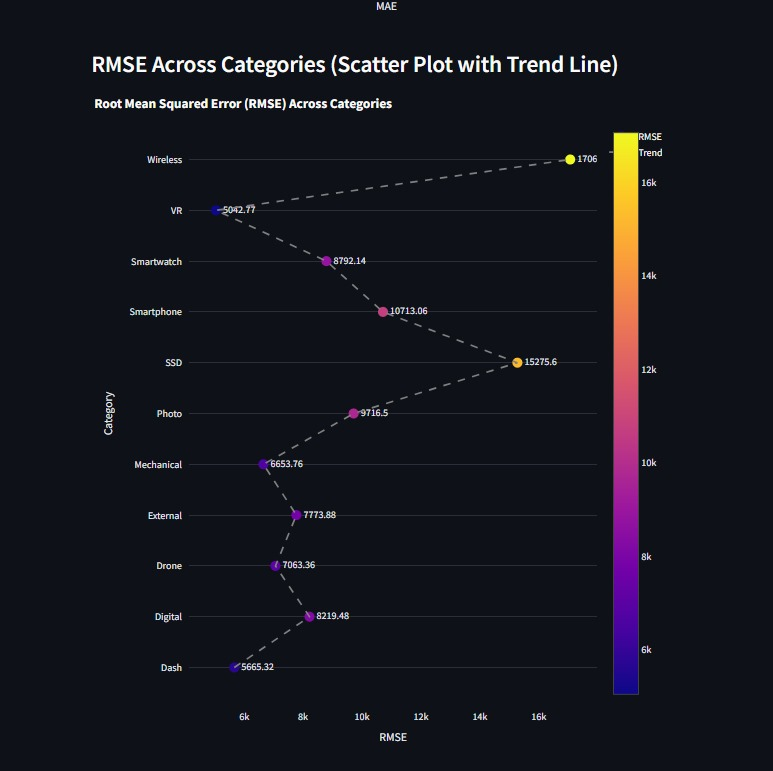 MAE
RMSE Across Categories (Scatter Plot with Trend Line)
Root Mean Squared Error (RMSE) Across Categories
RMSE
Trend
Wireless
1706
VR
5042.77
Smartwatch
8792.14
Smartphone
10713.06
SSD
15275.6
Photo
9716.5
Mechanical
6653.76
External
7773.88
Drone
7063.36
Digital
8219.48
Dash
5665.32
Category
6k
8k
10k
12k
14k
16k
RMSE
16k
14k
12k
10k
8k
6k